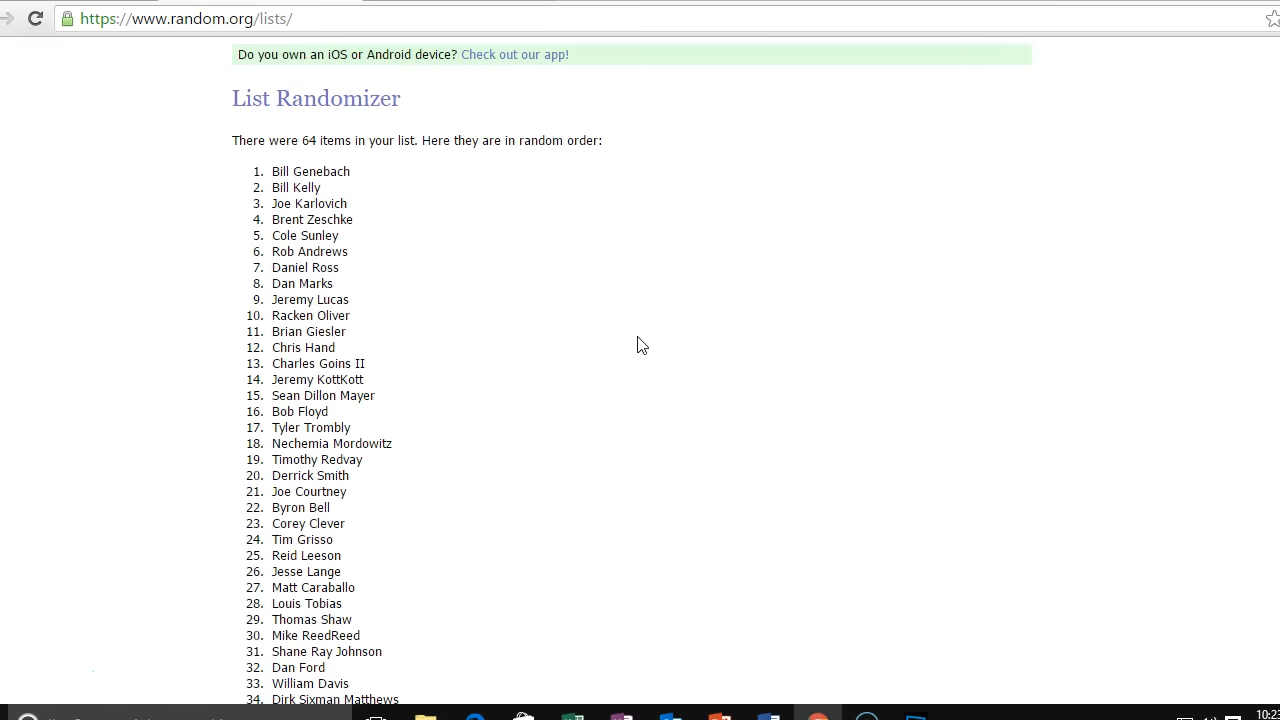 https://www.random.org/lists/
Do you own an iOS or Android device? Check out our app!
List Randomizer
There were 64 items in your list. Here they are in random order:
1. Bill Genebach
2. Bill Kelly
3. Joe Karlovich
4. Brent Zeschke
5. Cole Sunley
6. Rob Andrews
7. Daniel Ross
8. Dan Marks
9. Jeremy Lucas
10. Racken Oliver
11. Brian Giesler
12. Chris Hand
13. Charles Goins II
14. Jeremy KottKott
15. Sean Dillon Mayer
16. Bob Floyd
17. Tyler Trombly
18. Nechemia Mordowitz
19. Timothy Redvay
20. Derrick Smith
21. Joe Courtney
22. Byron Bell
23. Corey Clever
24. Tim Grisso
25. Reid Leeson
26. Jesse Lange
27. Matt Caraballo
28. Louis Tobias
29. Thomas Shaw
30. Mike ReedReed
31. Shane Ray Johnson
32. Dan Ford
33. William Davis
34. Dirk Sixman Matthews
10:23